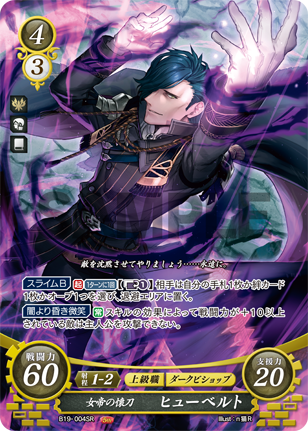 4
3
SAMPLE
敵を沈黙させてやりましょう……永遠に。
スライムB 起 1ターンに1回 【 3】 相手は自分の手札1枚か絆カード
1枚かオーブ1つを選び、退避エリアに置く。
闇より昏き微笑 常 スキルの効果によって戦闘力が+10以上
されている敵は主人公を攻撃できない。
戦闘力
60
射程 1-2 上級職 ダークビショップ
支援力
20
女帝の懐刀 ヒューベルト
B19-004SR
Illust:n猫R